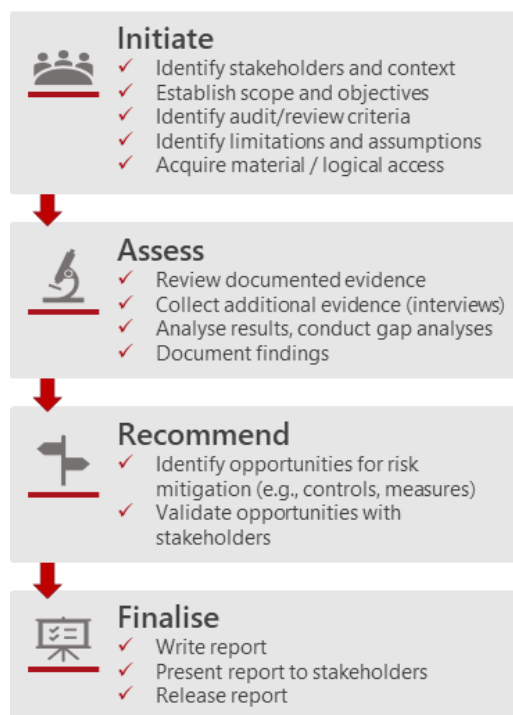 Initiate
✓ Identify stakeholders and context
✓ Establish scope and objectives
✓ Identify audit/review criteria
✓ Identify limitations and assumptions
✓ Acquire material / logical access
Assess
✓ Review documented evidence
✓ Collect additional evidence (interviews)
✓ Analyse results, conduct gap analyses
✓ Document findings
Recommend
✓ Identify opportunities for risk
mitigation (e.g., controls, measures)
✓ Validate opportunities with
stakeholders
Finalise
✓ Write report
✓ Present report to stakeholders
✓ Release report